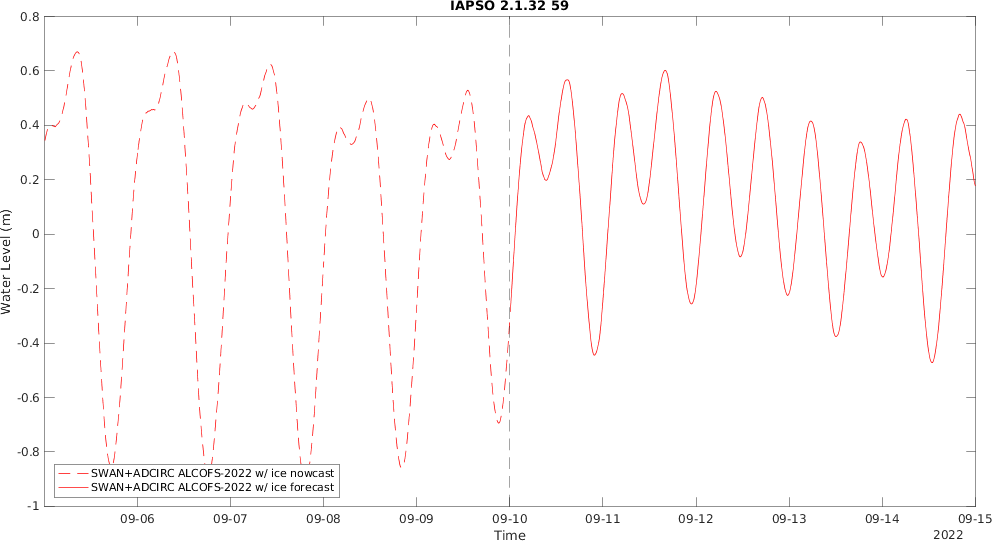 IAPSO 2.1.32 59
0.8
0.6
0.4
0.2
0
-0.2
-0.4
-0.6
-0.8
-1
Water Level (m)
SWAN+ADCIRC ALCOFS-2022 w/ ice nowcast
SWAN+ADCIRC ALCOFS-2022 w/ ice forecast
09-06 09-07 09-08 09-09 09-10 09-11 09-12 09-13 09-14 09-15
Time
2022